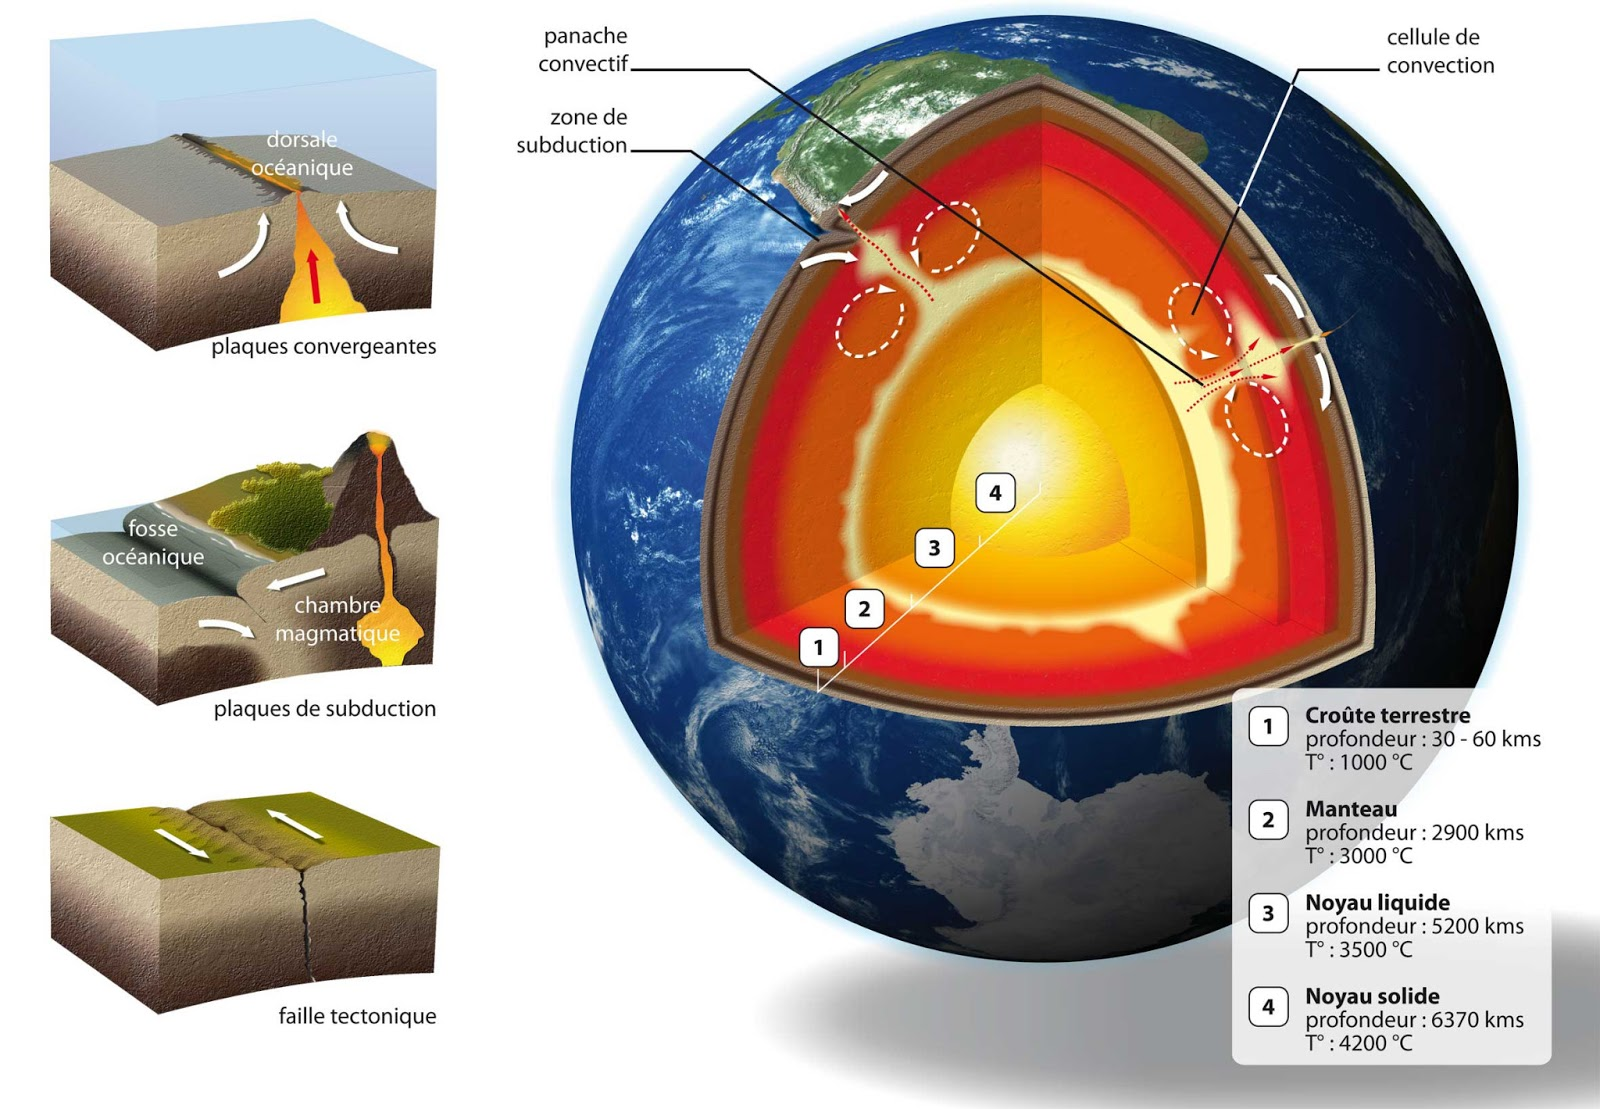 dorsale
océanique
plaques convergeantes
fosse
océanique
chambre
magmatique
plaques de subduction
faille tectonique
panache
convectif
zone de
subduction
cellule de
convection
4
3
2
1
1
Croûte terrestre
profondeur : 30 - 60 kms
T° : 1000 °C
2
Manteau
profondeur : 2900 kms
T° : 3000 °C
3
Noyau liquide
profondeur : 5200 kms
T° : 3500 °C
4
Noyau solide
profondeur : 6370 kms
T° : 4200 °C